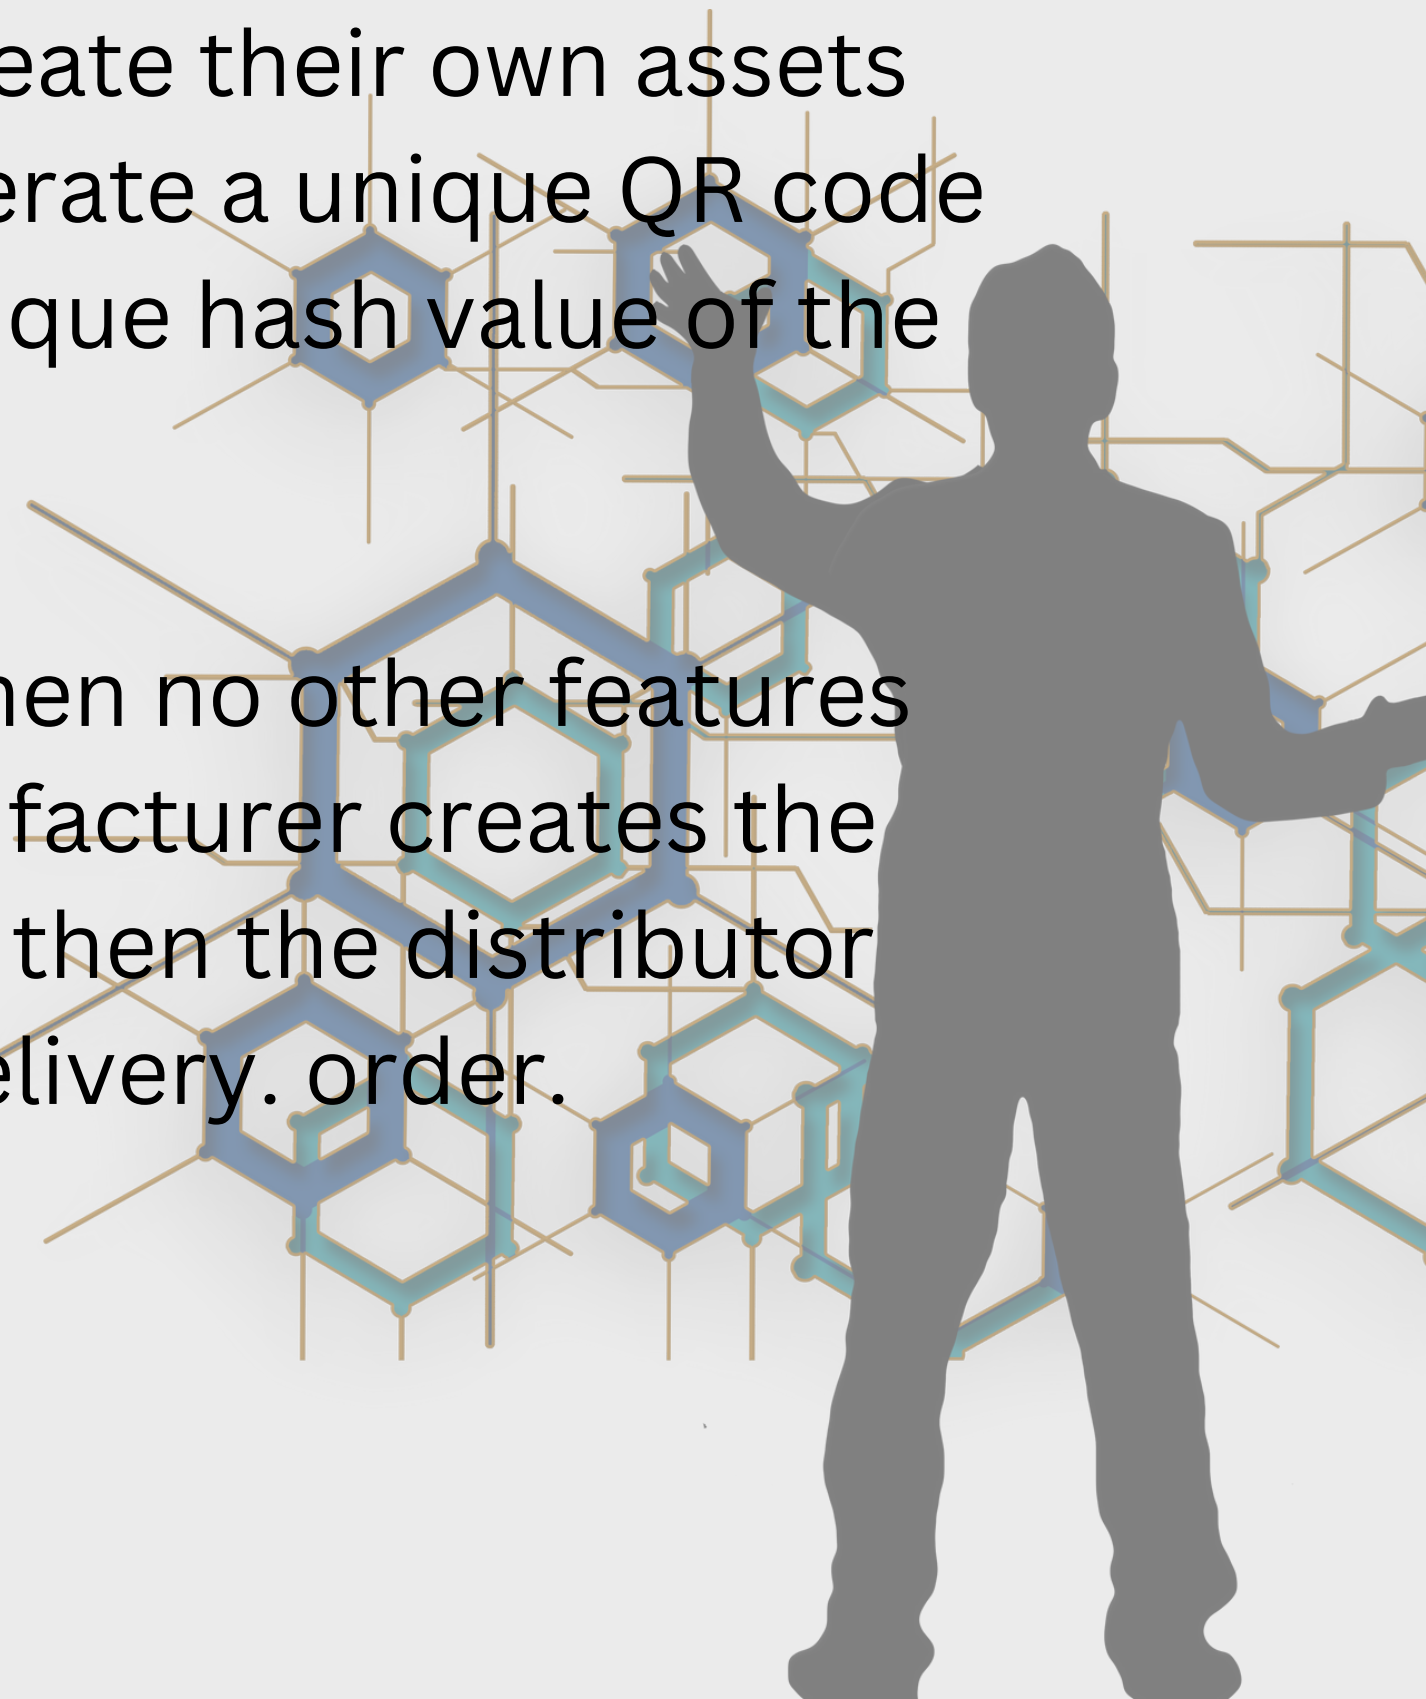 eate their own assets
erate a unique QR code
que hash value of the
hen no other features
facturer creates the
then the distributor
elivery. order.